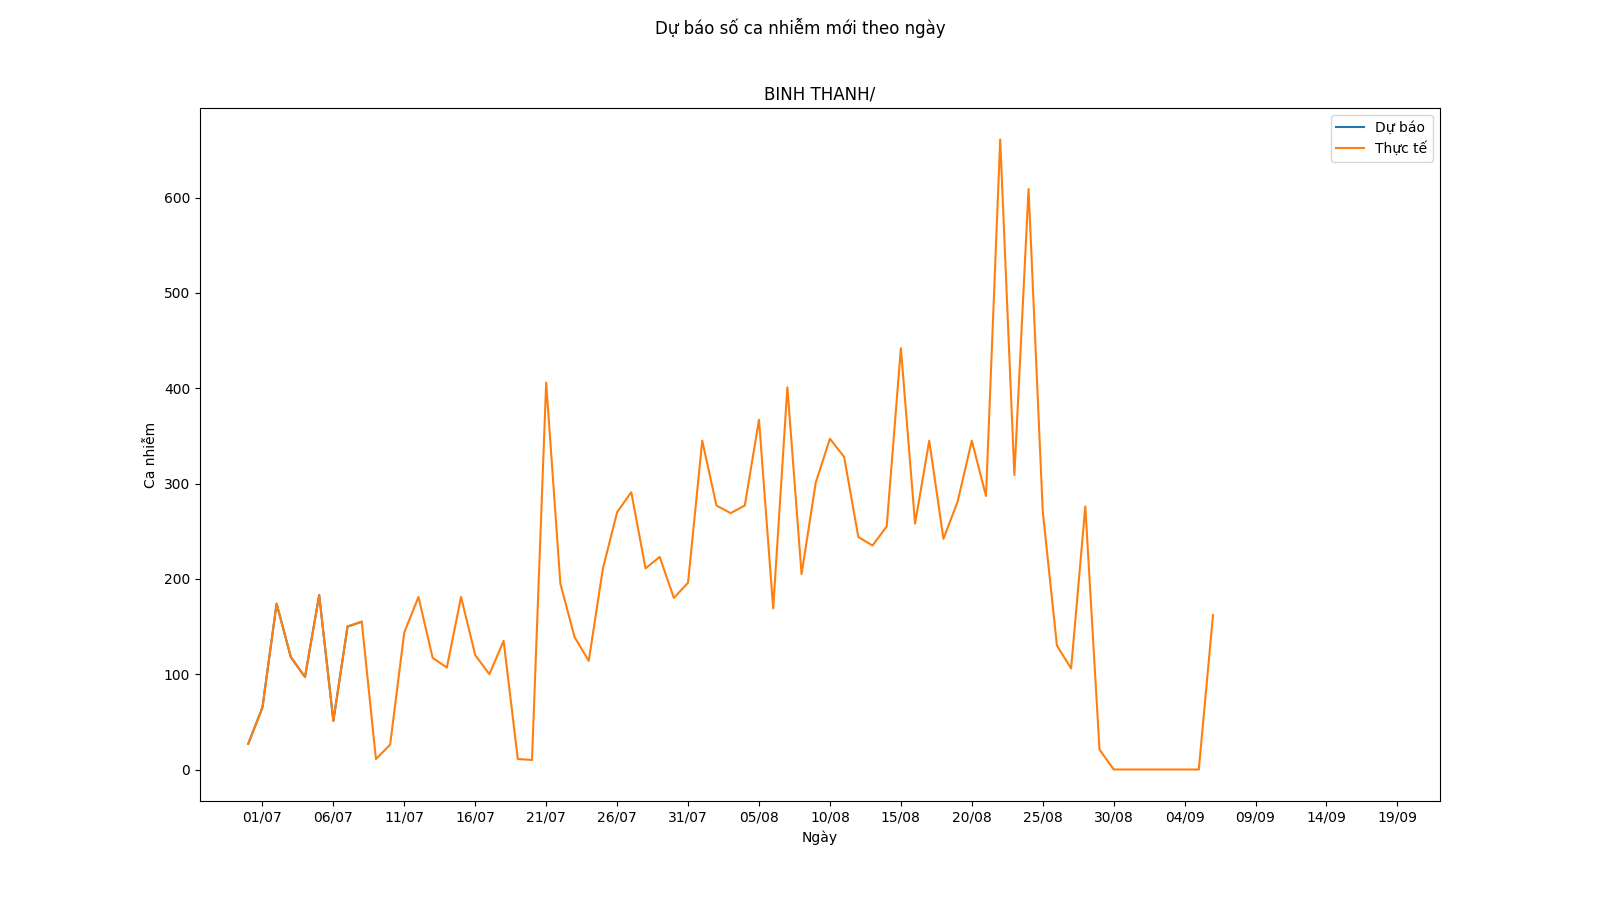 Dự báo số ca nhiễm mới theo ngày
BINH THANH/
Dự báo
Thực tế
600
500
400
300
200
100
0
Ca nhiễm
01/07 06/07 11/07 16/07 21/07 26/07 31/07 05/08 10/08 15/08 20/08 25/08 30/08 04/09 09/09 14/09 19/09
Ngày